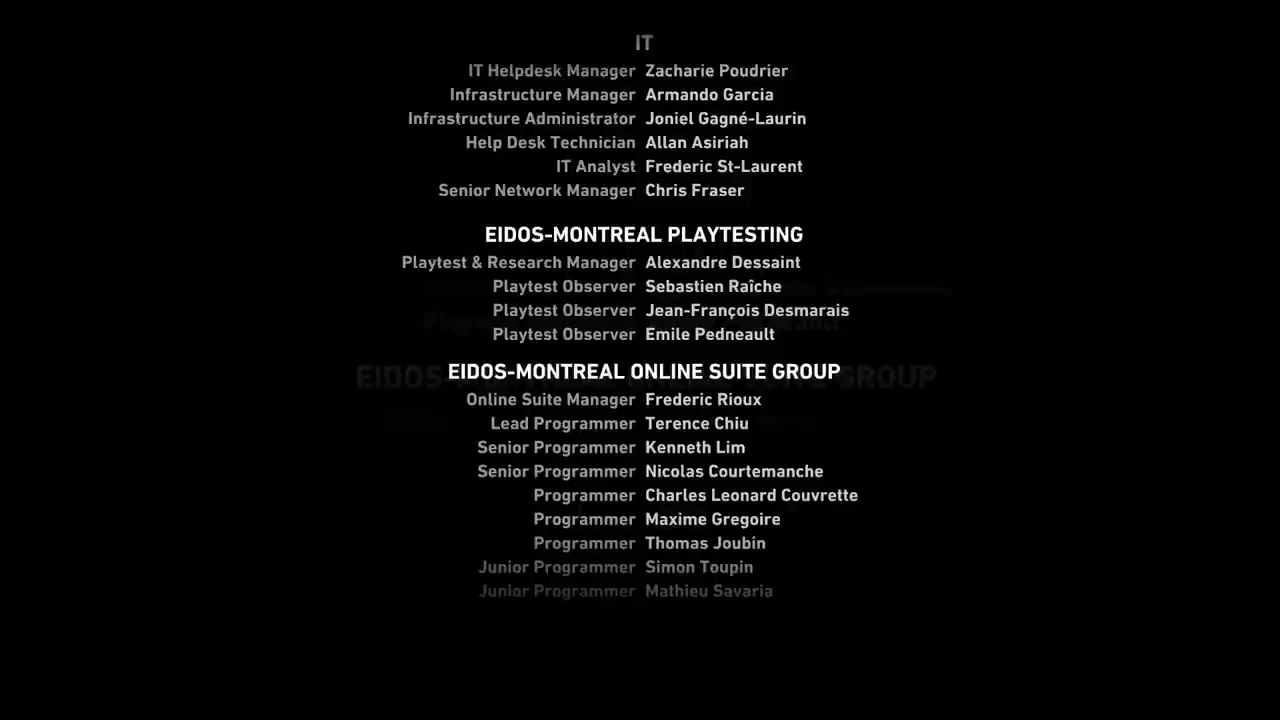 IT
IT Helpdesk Manager Zacharie Poudrier
Infrastructure Manager Armando Garcia
Infrastructure Administrator Joniel Gagné-Laurin
Help Desk Technician Allan Asiriah
IT Analyst Frederic St-Laurent
Senior Network Manager Chris Fraser
EIDOS-MONTREAL PLAYTESTING
Playtest & Research Manager Alexandre Dessaint
Playtest Observer Sebastien Raîche
Playtest Observer Jean-François Desmarais
Playtest Observer Emile Pedneault
EIDOS-MONTREAL ONLINE SUITE GROUP
Online Suite Manager Frederic Rioux
Lead Programmer Terence Chiu
Senior Programmer Kenneth Lim
Senior Programmer Nicolas Courtemanche
Programmer Charles Leonard Couvrette
Programmer Maxime Gregoire
Programmer Thomas Joubin
Junior Programmer Simon Toupin
Junior Programmer Mathieu Savaria